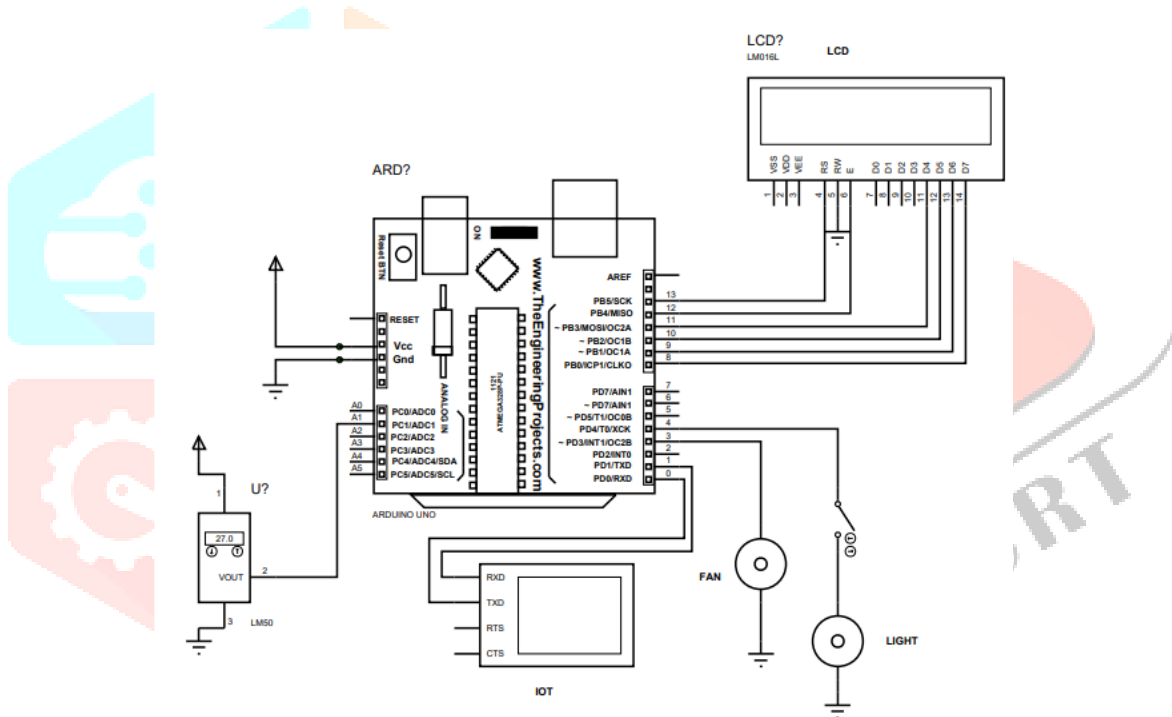 LCD?
LCD
LM016L
VSS
VDD
VEE
RS
RW
E
D0
D1
D2
D3
D4
D5
D6
D7
1
2
3
4
5
6
7
8
9
10
11
12
13
14
ARD?
Reset BTN
ON
www.TheEngineeringProjects.com
ANALOG IN
1121
ATMEGA328P-PU
RESET
Vcc
Gnd
AREF
PB5/SCK 13
PB4/MISO 12
~ PB3/MOSI/OC2A 11
~ PB2/OC1B 10
~ PB1/OC1A 9
PB0/ICP1/CLKO 8
PD7/AIN1 7
~ PD7/AIN1 6
~ PD5/T1/OC0B 5
PD4/T0/XCK 4
~ PD3/INT1/OC2B 3
PD2/INT0 2
PD1/TXD 1
PD0/RXD 0
A0 PC0/ADC0
A1 PC1/ADC1
A2 PC2/ADC2
A3 PC3/ADC3
A4 PC4/ADC4/SDA
A5 PC5/ADC5/SCL
ARDUINO UNO
U?
1
27.0
VOUT 2
3
LM50
RXD
TXD
RTS
CTS
IOT
FAN
LIGHT